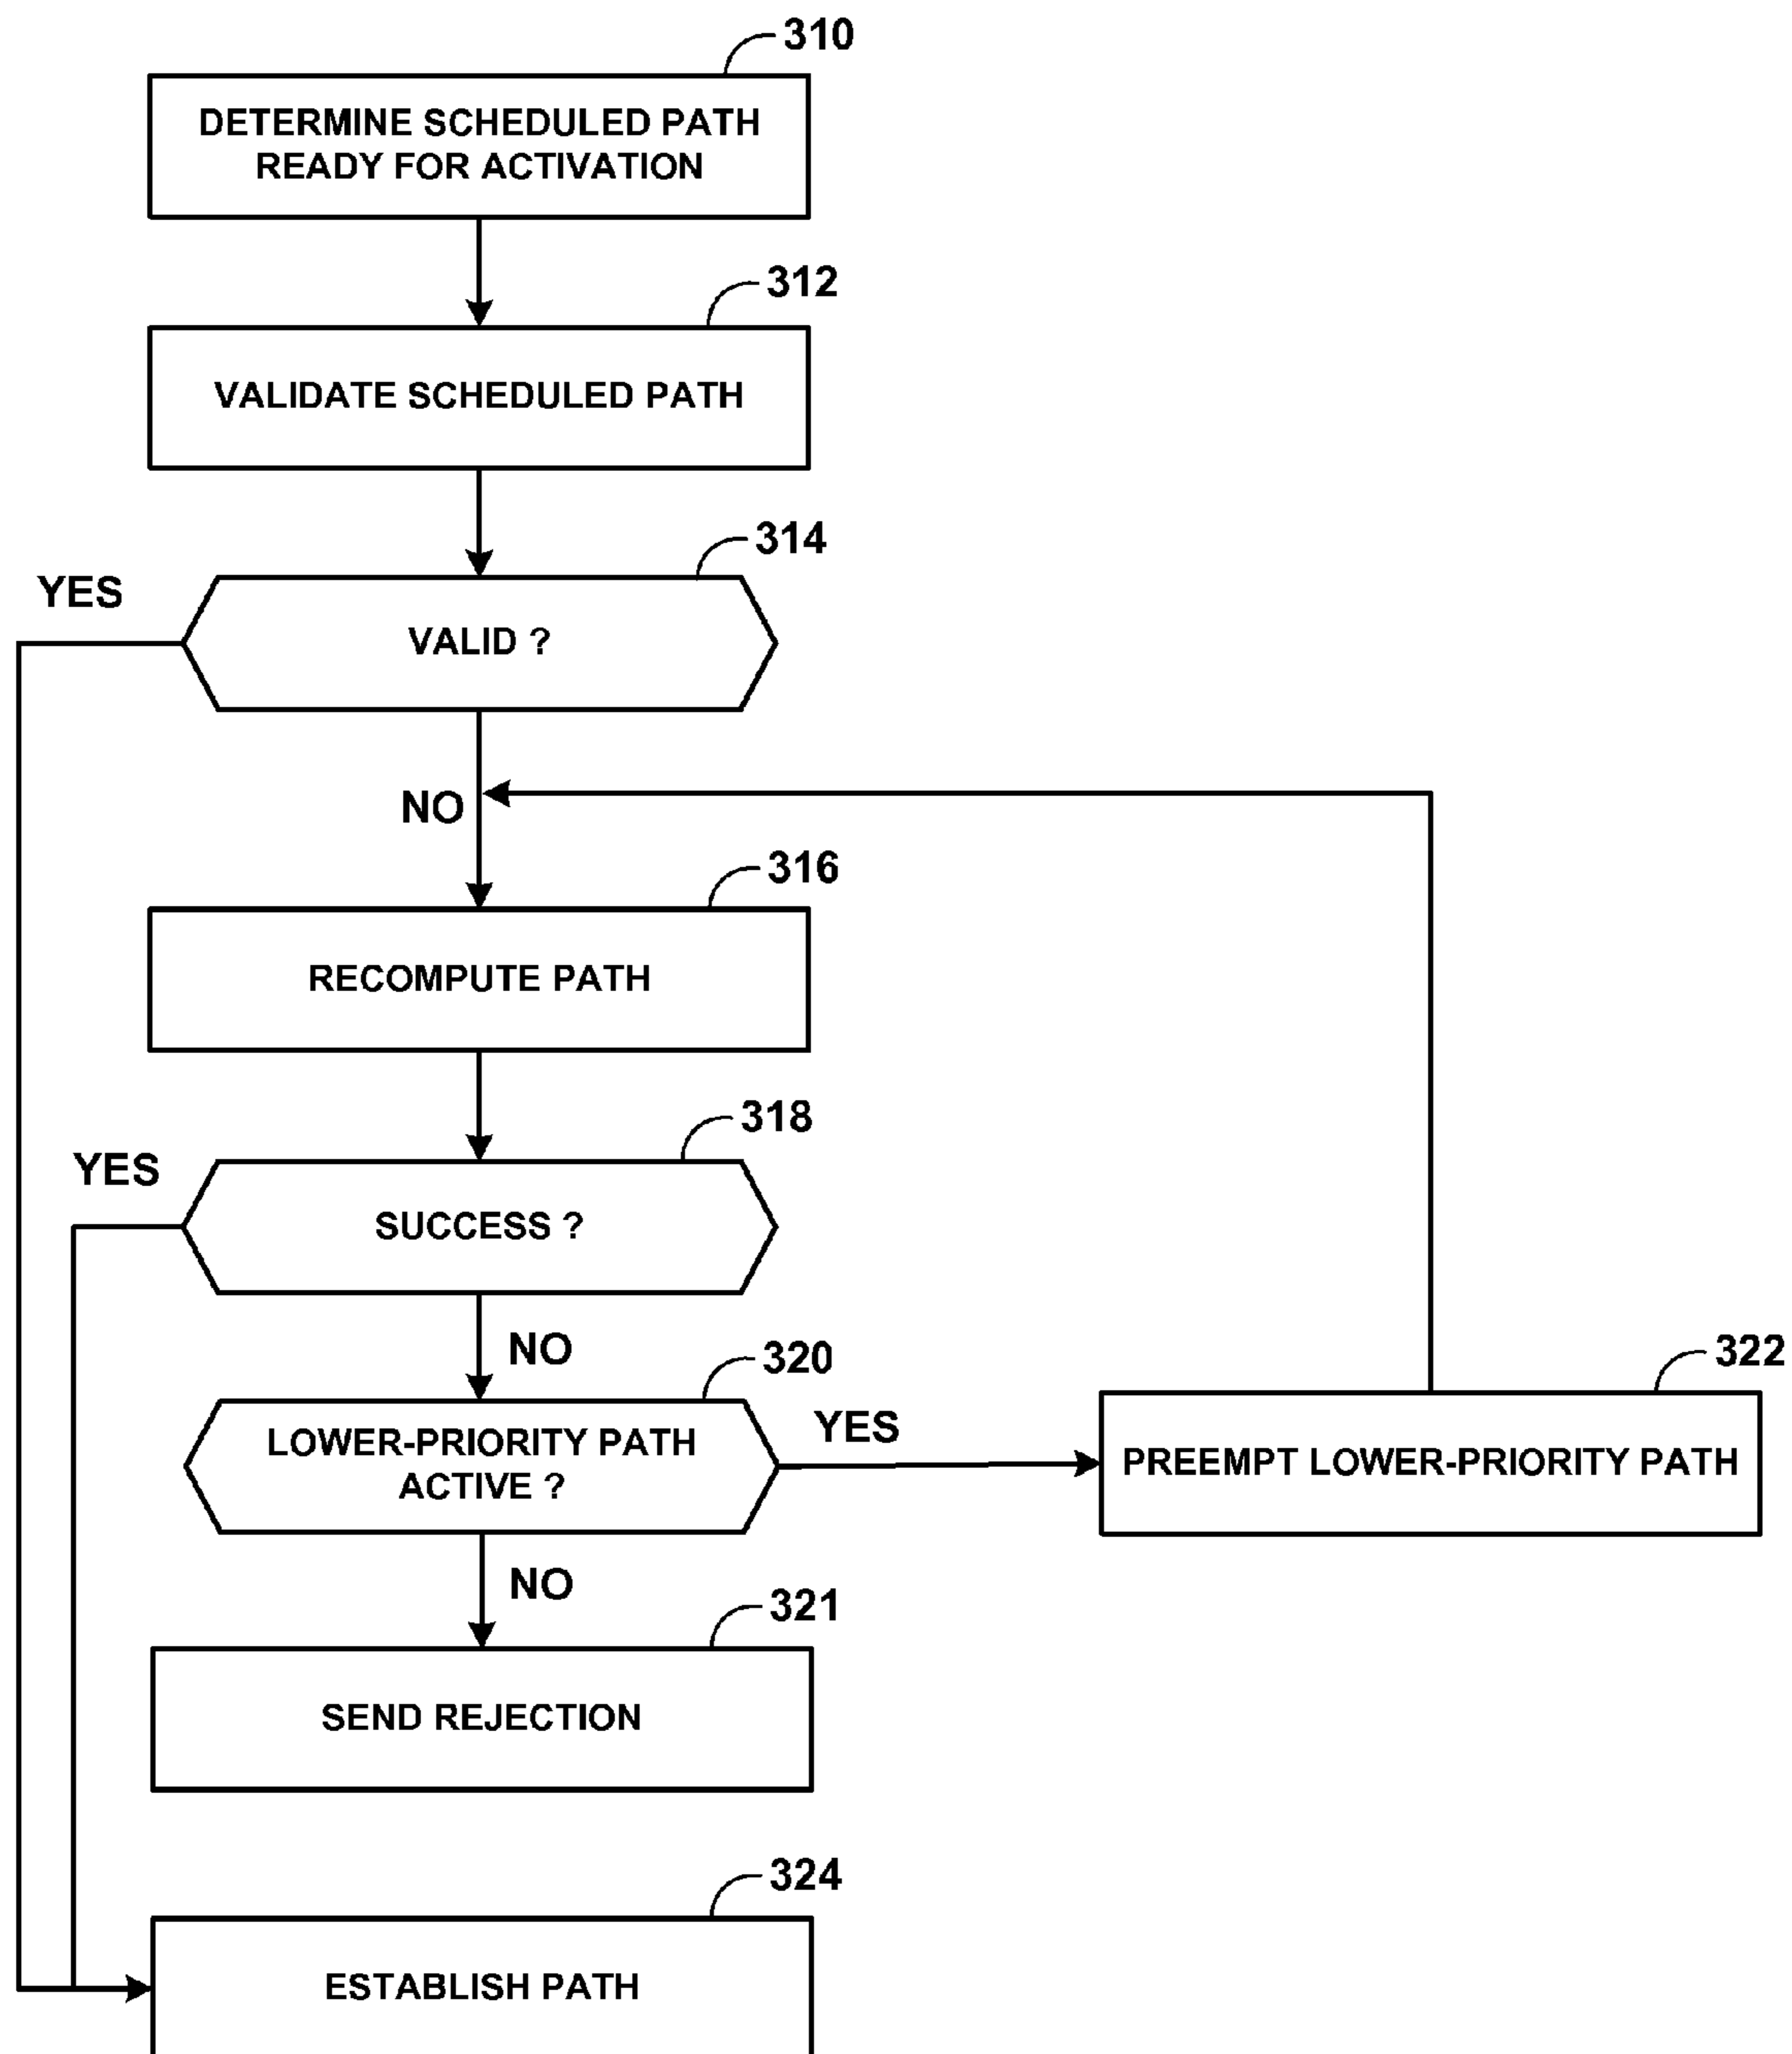 310
DETERMINE SCHEDULED PATH
READY FOR ACTIVATION
312
VALIDATE SCHEDULED PATH
314
YES
VALID ?
NO
316
RECOMPUTE PATH
318
YES
SUCCESS ?
NO
320
LOWER-PRIORITY PATH
ACTIVE ?
YES
322
PREEMPT LOWER-PRIORITY PATH
NO
321
SEND REJECTION
324
ESTABLISH PATH